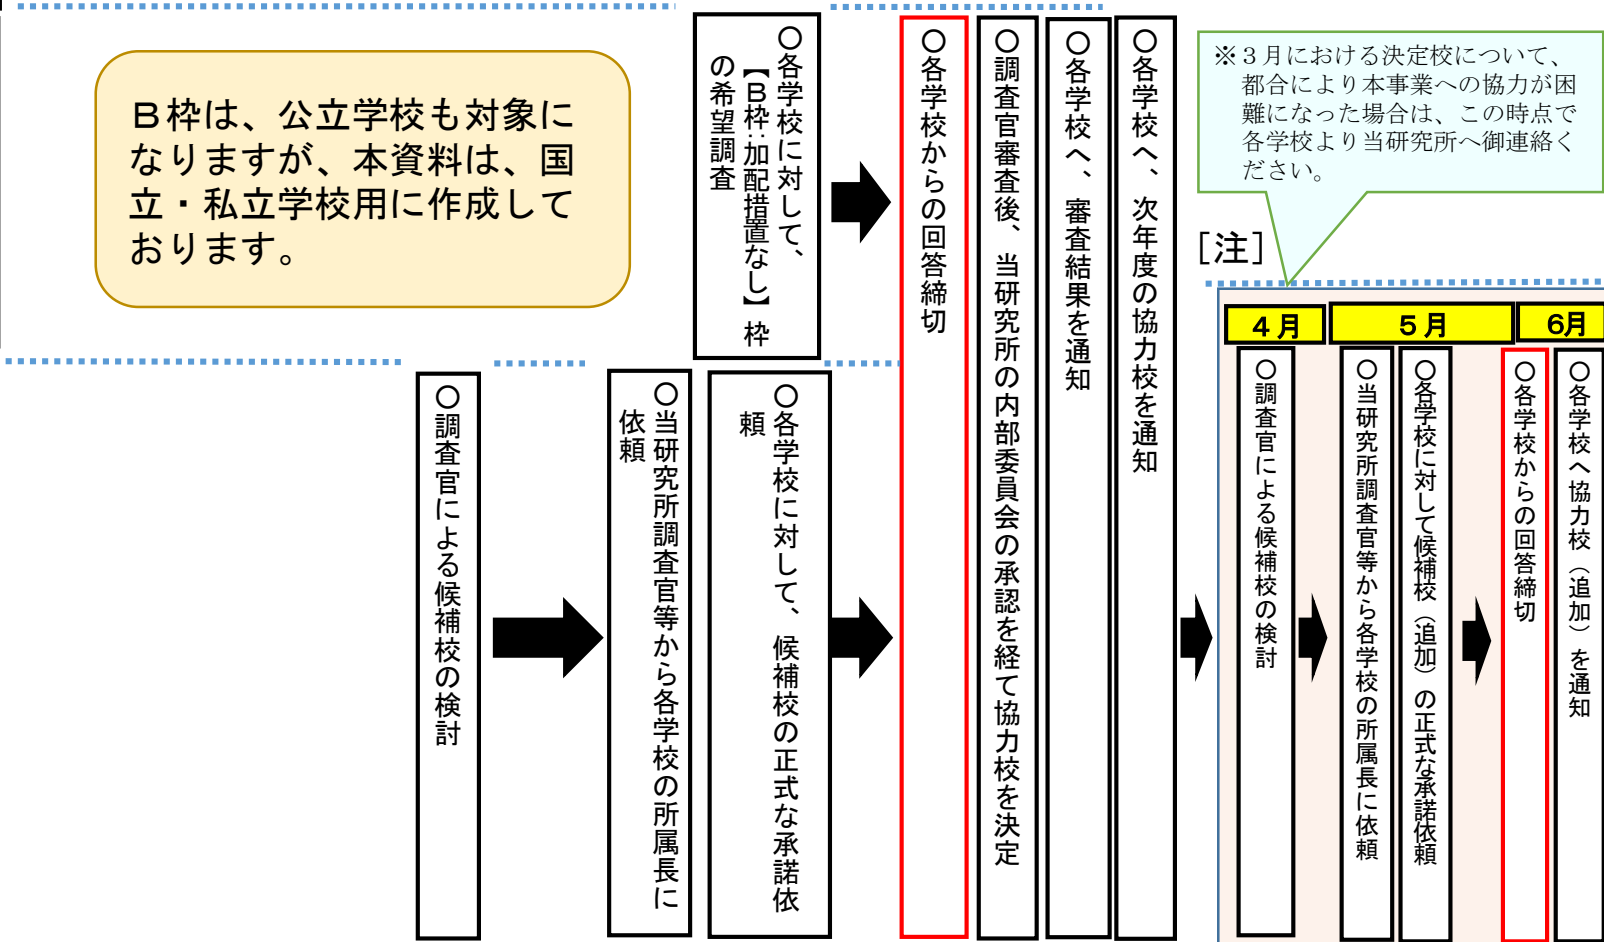 Ｂ枠は、公立学校も対象に
なりますが、本資料は、国
立・私立学校用に作成して
おります。
○各学校に対して、
【Ｂ枠：加配措置なし】枠
の希望調査
○調査官による候補校の検討
○当研究所調査官等から各学校の所属長に
依頼
○各学校に対して、候補校の正式な承諾依
頼
○各学校からの回答締切
○調査官審査後、当研究所の内部委員会の承認を経て協力校を決定
○各学校へ、審査結果を通知
○各学校へ、次年度の協力校を通知
※３月における決定校について、
都合により本事業への協力が困
難になった場合は、この時点で
各学校より当研究所へ御連絡く
ださい。
［注］
４月
５月
６月
○調査官による候補校の検討
○当研究所調査官等から各学校の所属長に依頼
○各学校に対して候補校（追加）の正式な承諾依頼
○各学校からの回答締切
○各学校へ協力校（追加）を通知